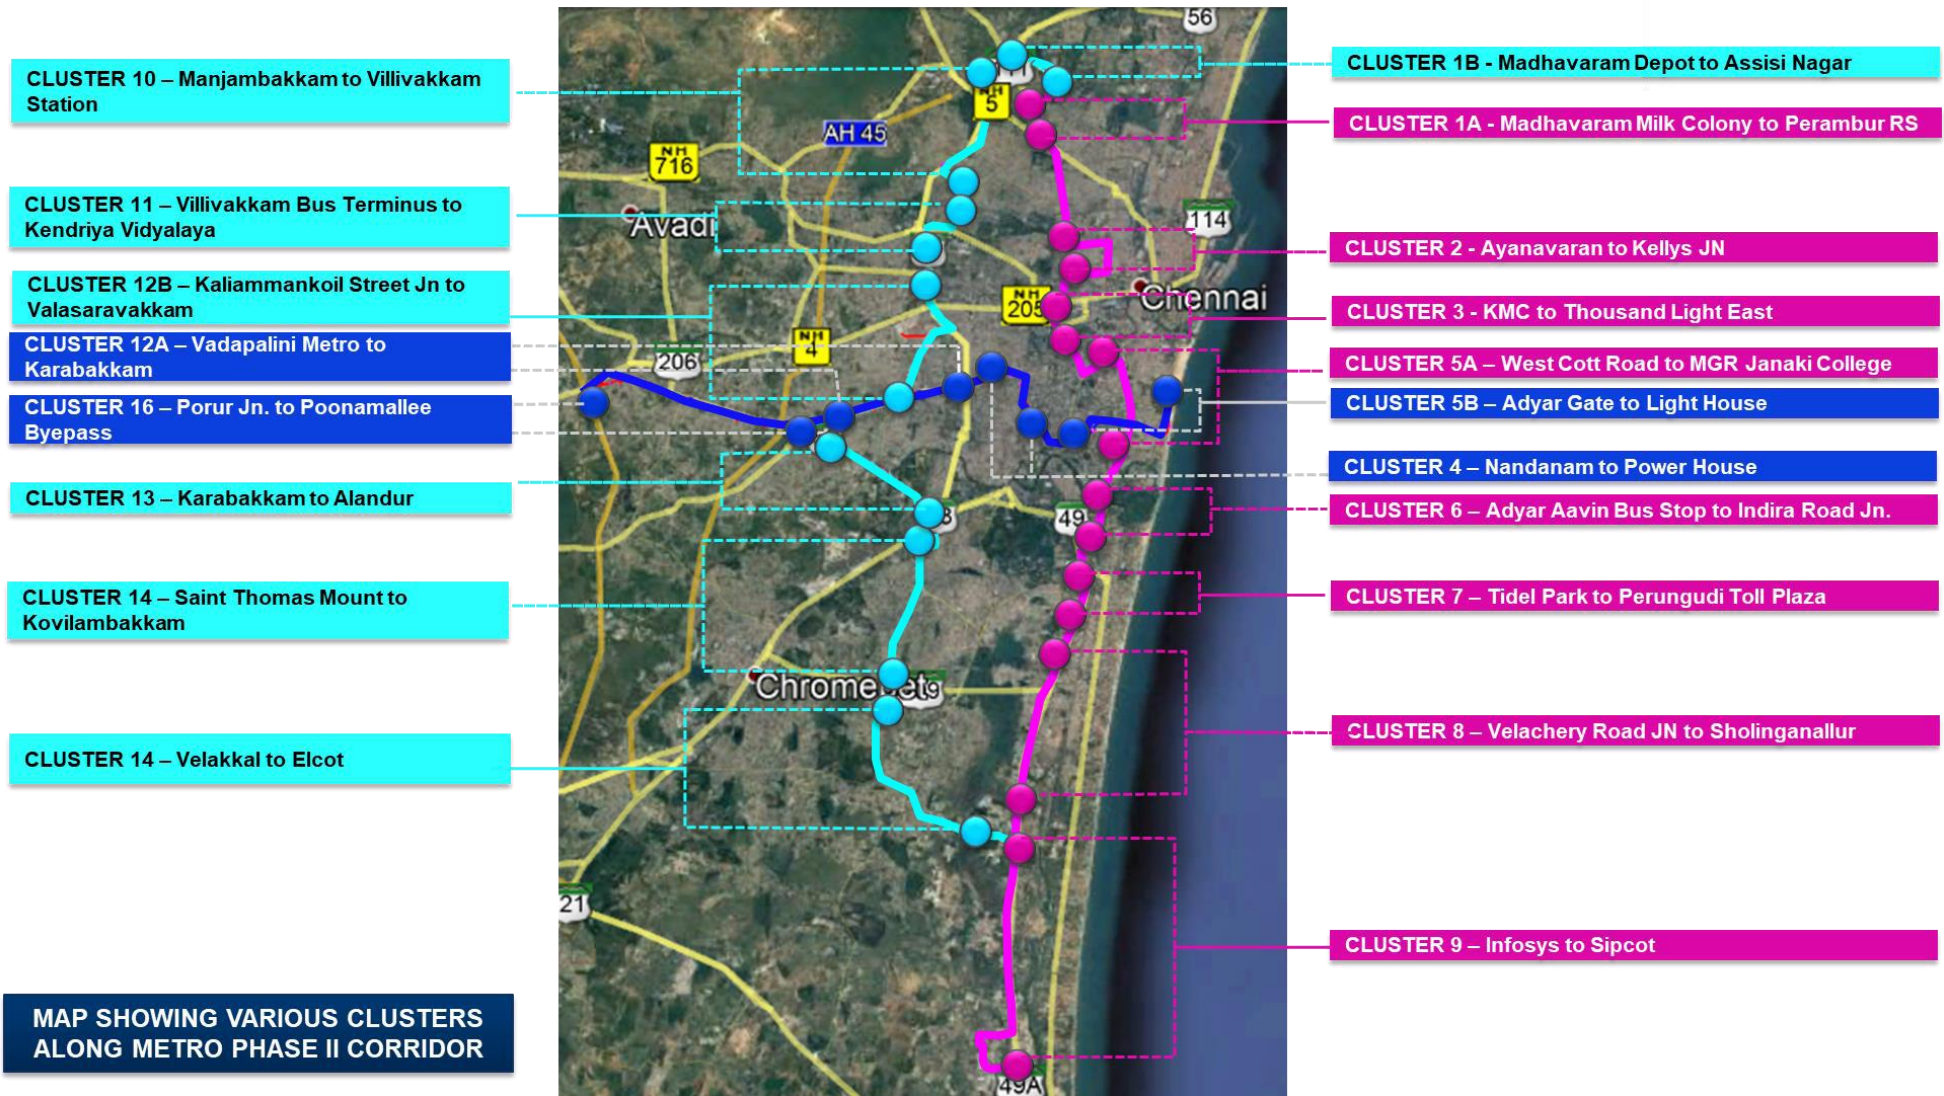 CLUSTER 10 – Manjambakkam to Villivakkam
Station
CLUSTER 11 – Villivakkam Bus Terminus to
Kendriya Vidyalaya
CLUSTER 12B – Kaliammankoil Street Jn to
Valasaravakkam
CLUSTER 12A – Vadapalini Metro to
Karabakkam
CLUSTER 16 – Porur Jn. to Poonamallee
Byepass
CLUSTER 13 – Karabakkam to Alandur
CLUSTER 14 – Saint Thomas Mount to
Kovilambakkam
CLUSTER 14 – Velakkal to Elcot
MAP SHOWING VARIOUS CLUSTERS
ALONG METRO PHASE II CORRIDOR
56
NH
5
AH 45
NH
716
Avadi
114
NH
205
Chennai
NH
4
206
49
Chromepet
21
49A
CLUSTER 1B - Madhavaram Depot to Assisi Nagar
CLUSTER 1A - Madhavaram Milk Colony to Perambur RS
CLUSTER 2 - Ayanavaran to Kellys JN
CLUSTER 3 - KMC to Thousand Light East
CLUSTER 5A – West Cott Road to MGR Janaki College
CLUSTER 5B – Adyar Gate to Light House
CLUSTER 4 – Nandanam to Power House
CLUSTER 6 – Adyar Aavin Bus Stop to Indira Road Jn.
CLUSTER 7 – Tidel Park to Perungudi Toll Plaza
CLUSTER 8 – Velachery Road JN to Sholinganallur
CLUSTER 9 – Infosys to Sipcot